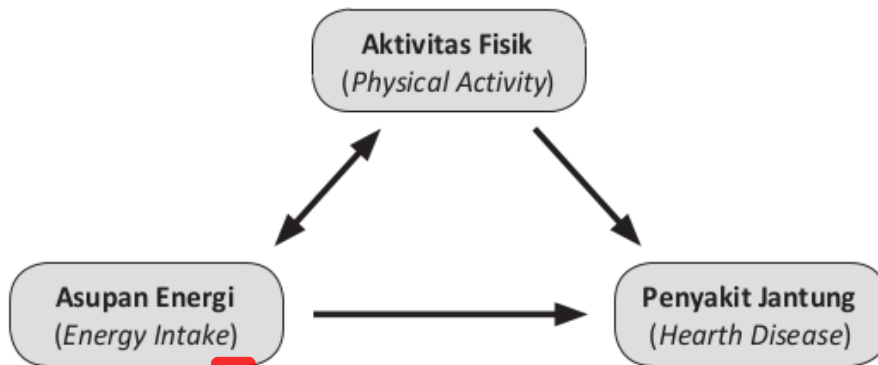 Aktivitas Fisik
(Physical Activity)
Asupan Energi
(Energy Intake)
Penyakit Jantung
(Hearth Disease)